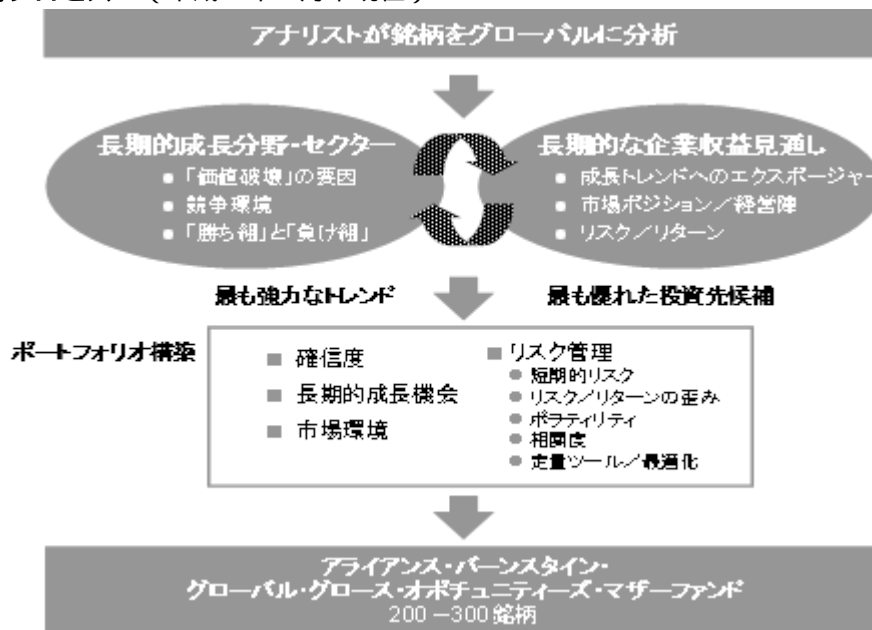 アナリストが銘柄をグローバルに分析
長期的成長分野・セクター
■ 「価値破壊」の要因
■ 競争環境
■ 「勝ち組」と「負け組」
長期的な企業収益見通し
■ 成長トレンドへのエクスポージャー
■ 市場ポジション/経営陣
■ リスク/リターン
最も強力なトレンド
最も優れた投資先候補
ポートフォリオ構築
■ 確信度
■ 長期的成長機会
■ 市場環境
■ リスク管理
● 短期的リスク
● リスク/リターンの歪み
● ボラティリティ
● 相関度
● 定量ツール/最適化
アライアンス・バーンスタイン・
グローバル・グロース・オポチュニティーズ・マザーファンド
200-300銘柄